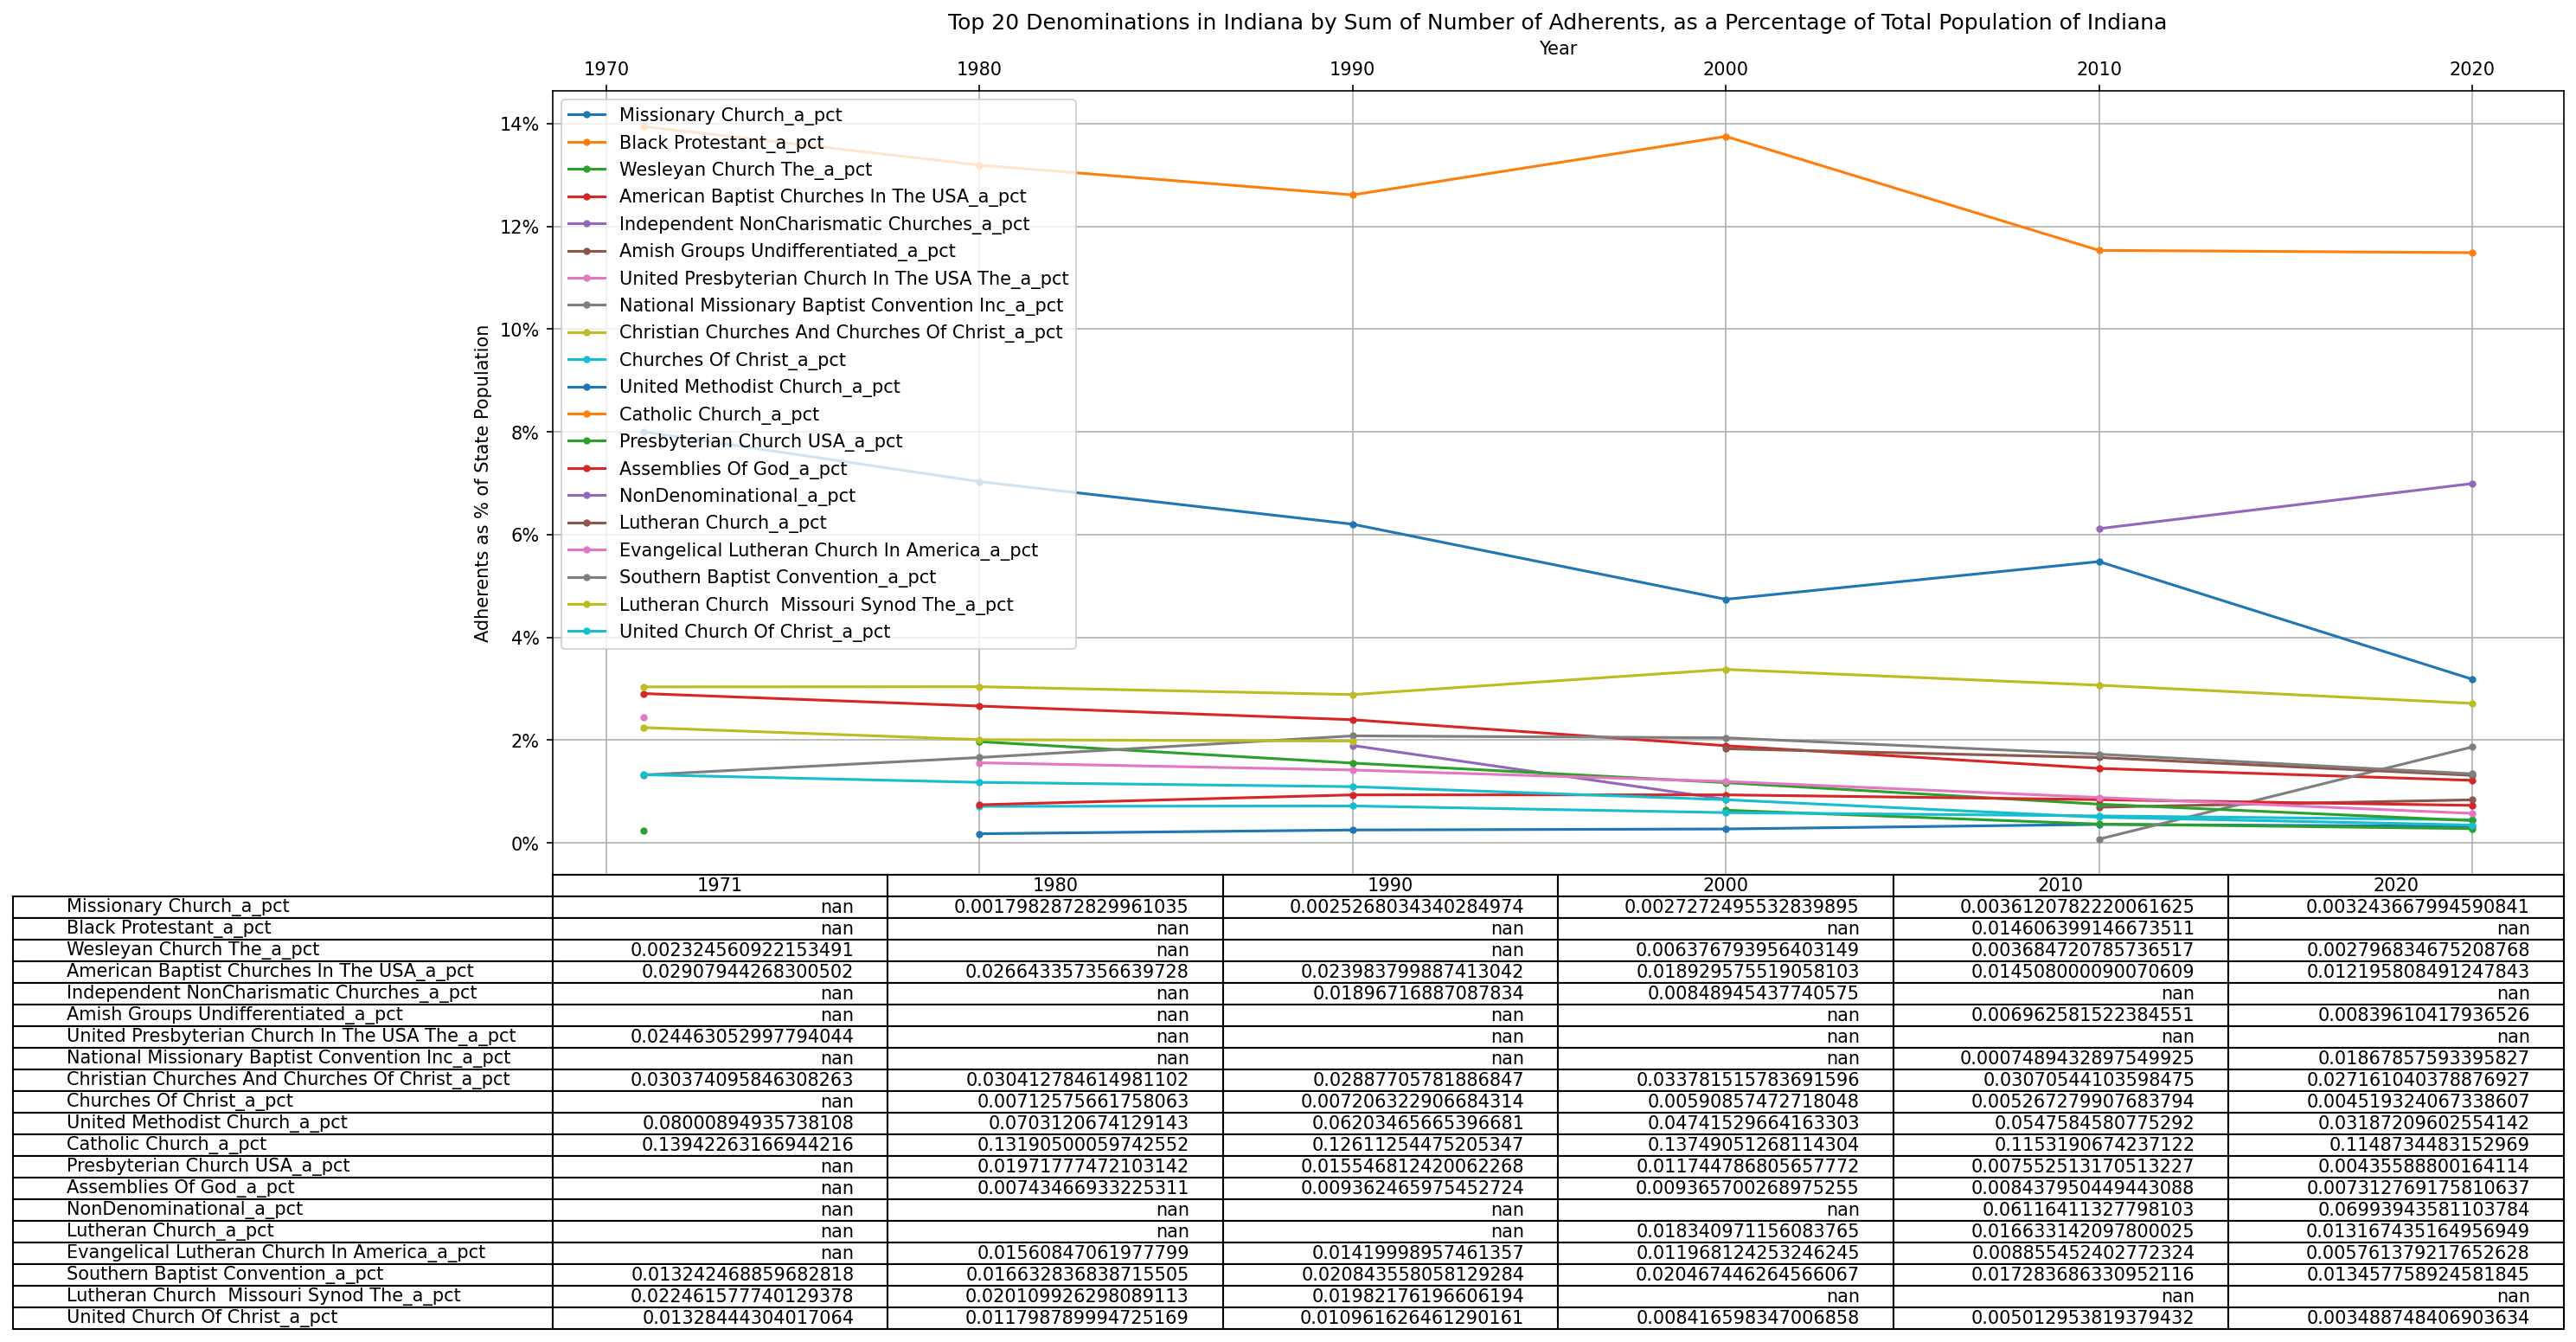 Top 20 Denominations in Indiana by Sum of Number of Adherents, as a Percentage of Total Population of Indiana
Year
1970 1980 1990 2000 2010 2020
Adherents as % of State Population
14%
12%
10%
8%
6%
4%
2%
0%
Missionary Church_a_pct
Black Protestant_a_pct
Wesleyan Church The_a_pct
American Baptist Churches In The USA_a_pct
Independent NonCharismatic Churches_a_pct
Amish Groups Undifferentiated_a_pct
United Presbyterian Church In The USA The_a_pct
National Missionary Baptist Convention Inc_a_pct
Christian Churches And Churches Of Christ_a_pct
Churches Of Christ_a_pct
United Methodist Church_a_pct
Catholic Church_a_pct
Presbyterian Church USA_a_pct
Assemblies Of God_a_pct
NonDenominational_a_pct
Lutheran Church_a_pct
Evangelical Lutheran Church In America_a_pct
Southern Baptist Convention_a_pct
Lutheran Church  Missouri Synod The_a_pct
United Church Of Christ_a_pct
1971 1980 1990 2000 2010 2020
Missionary Church_a_pct nan 0.0017982872829961035 0.0025268034340284974 0.0027272495532839895 0.0036120782220061625 0.003243667994590841
Black Protestant_a_pct nan nan nan nan 0.014606399146673511 nan
Wesleyan Church The_a_pct 0.002324560922153491 nan nan 0.006376793956403149 0.003684720785736517 0.002796834675208768
American Baptist Churches In The USA_a_pct 0.02907944268300502 0.026643357356639728 0.023983799887413042 0.018929575519058103 0.014508000090070609 0.012195808491247843
Independent NonCharismatic Churches_a_pct nan nan 0.01896716887087834 0.00848945437740575 nan nan
Amish Groups Undifferentiated_a_pct nan nan nan nan 0.006962581522384551 0.00839610417936526
United Presbyterian Church In The USA The_a_pct 0.024463052997794044 nan nan nan nan nan
National Missionary Baptist Convention Inc_a_pct nan nan nan nan 0.0007489432897549925 0.01867857593395827
Christian Churches And Churches Of Christ_a_pct 0.030374095846308263 0.030412784614981102 0.02887705781886847 0.033781515783691596 0.03070544103598475 0.027161040378876927
Churches Of Christ_a_pct nan 0.00712575661758063 0.007206322906684314 0.00590857472718048 0.005267279907683794 0.004519324067338607
United Methodist Church_a_pct 0.08000894935738108 0.0703120674129143 0.06203465665396681 0.04741529664163303 0.0547584580775292 0.03187209602554142
Catholic Church_a_pct 0.13942263166944216 0.13190500059742552 0.12611254475205347 0.13749051268114304 0.1153190674237122 0.1148734483152969
Presbyterian Church USA_a_pct nan 0.01971777472103142 0.015546812420062268 0.011744786805657772 0.007552513170513227 0.00435588800164114
Assemblies Of God_a_pct nan 0.00743466933225311 0.009362465975452724 0.009365700268975255 0.008437950449443088 0.007312769175810637
NonDenominational_a_pct nan nan nan nan 0.06116411327798103 0.06993943581103784
Lutheran Church_a_pct nan nan nan 0.018340971156083765 0.016633142097800025 0.013167435164956949
Evangelical Lutheran Church In America_a_pct nan 0.01560847061977799 0.01419998957461357 0.011968124253246245 0.008855452402772324 0.005761379217652628
Southern Baptist Convention_a_pct 0.013242468859682818 0.016632836838715505 0.020843558058129284 0.020467446264566067 0.017283686330952116 0.013457758924581845
Lutheran Church  Missouri Synod The_a_pct 0.022461577740129378 0.020109926298089113 0.01982176196606194 nan nan nan
United Church Of Christ_a_pct 0.01328444304017064 0.011798789994725169 0.010961626461290161 0.008416598347006858 0.005012953819379432 0.003488748406903634